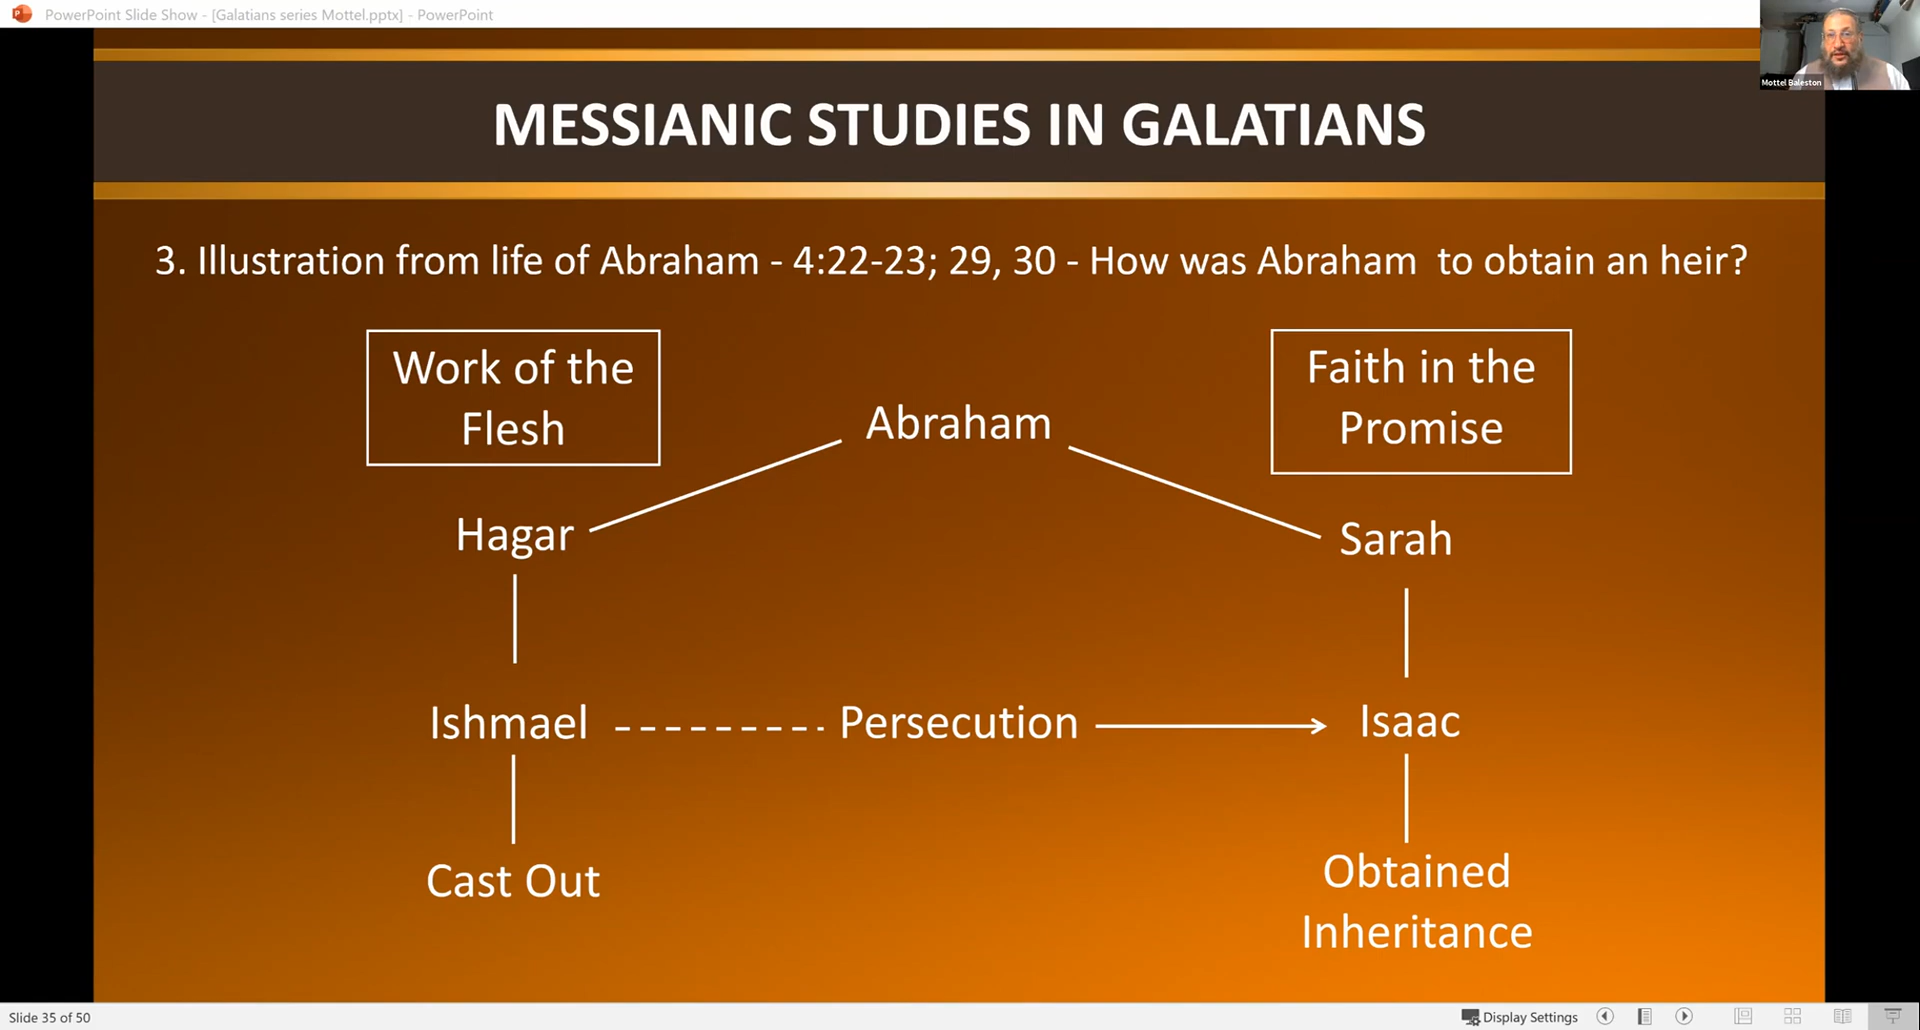 PowerPoint Slide Show - [Galatians series Mottel.pptx] - PowerPoint
Mottel Baleston
MESSIANIC STUDIES IN GALATIANS
3. Illustration from life of Abraham - 4:22-23; 29, 30 - How was Abraham to obtain an heir?
Work of the
Flesh
Faith in the
Promise
Abraham
Hagar
Sarah
Ishmael
Persecution
Isaac
Cast Out
Obtained
Inheritance
Slide 35 of 50
Display Settings